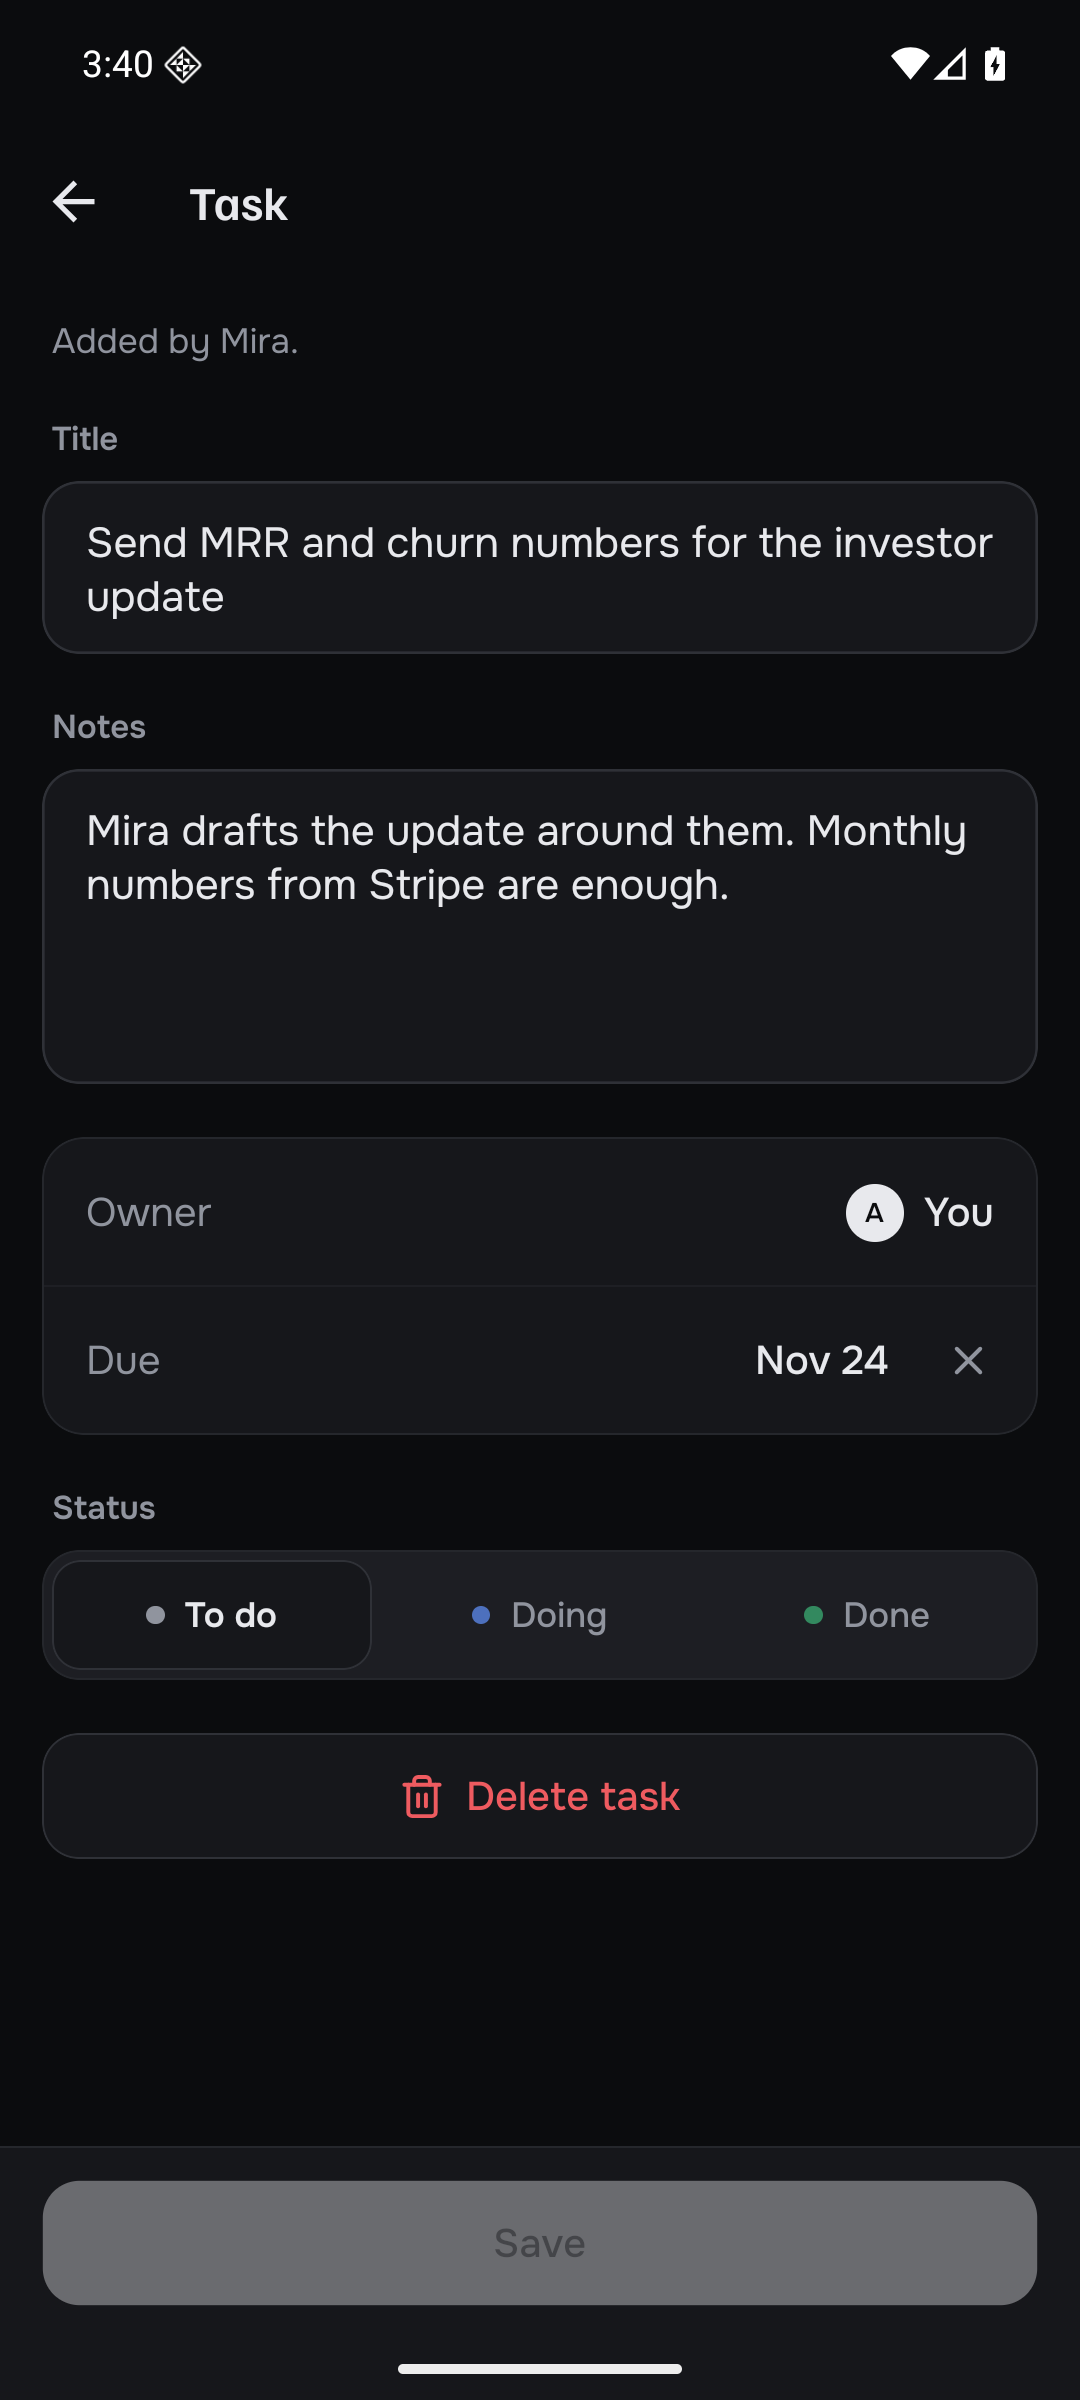 3:40
Task
Added by Mira.
Title
Send MRR and churn numbers for the investor
update
Notes
Mira drafts the update around them. Monthly
numbers from Stripe are enough.
Owner
A You
Due
Nov 24
Status
To do
Doing
Done
Delete task
Save